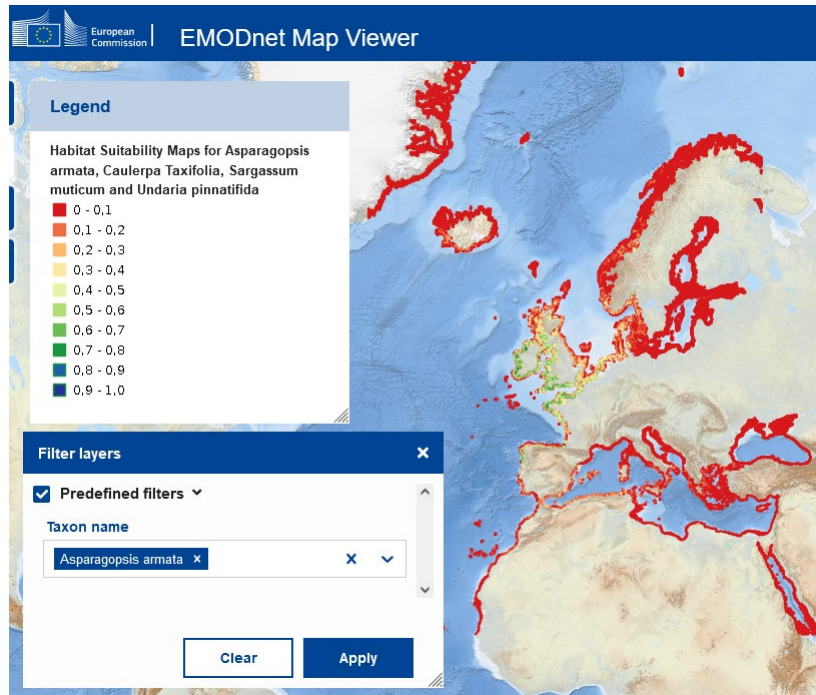 European
Commission
EMODnet Map Viewer
Legend
Habitat Suitability Maps for Asparagopsis
armata, Caulerpa Taxifolia, Sargassum
muticum and Undaria pinnatifida
0 - 0,1
0,1 - 0,2
0,2 - 0,3
0,3 - 0,4
0,4 - 0,5
0,5 - 0,6
0,6 - 0,7
0,7 - 0,8
0,8 - 0,9
0,9 - 1,0
Filter layers
Predefined filters
Taxon name
Asparagopsis armata
Clear
Apply